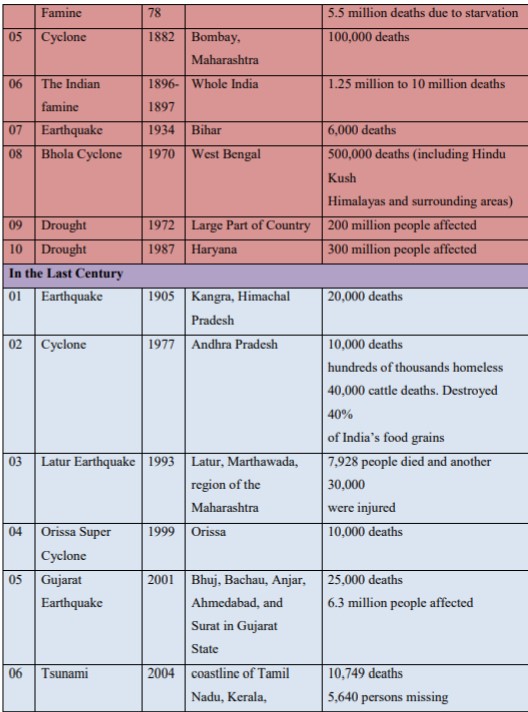 Famine 78 5.5 million deaths due to starvation
05 Cyclone 1882 Bombay, 100,000 deaths
Maharashtra
06 The Indian 1896- Whole India 1.25 million to 10 million deaths
famine 1897
07 Earthquake 1934 Bihar 6,000 deaths
08 Bhola Cyclone 1970 West Bengal 500,000 deaths (including Hindu
Kush
Himalayas and surrounding areas)
09 Drought 1972 Large Part of Country 200 million people affected
10 Drought 1987 Haryana 300 million people affected
In the Last Century
01 Earthquake 1905 Kangra, Himachal 20,000 deaths
Pradesh
02 Cyclone 1977 Andhra Pradesh 10,000 deaths
hundreds of thousands homeless
40,000 cattle deaths. Destroyed
40%
of India’s food grains
03 Latur Earthquake 1993 Latur, Marthawada, 7,928 people died and another
region of the 30,000
Maharashtra were injured
04 Orissa Super 1999 Orissa 10,000 deaths
Cyclone
05 Gujarat 2001 Bhuj, Bachau, Anjar, 25,000 deaths
Earthquake Ahmedabad, and 6.3 million people affected
Surat in Gujarat
State
06 Tsunami 2004 coastline of Tamil 10,749 deaths
Nadu, Kerala, 5,640 persons missing